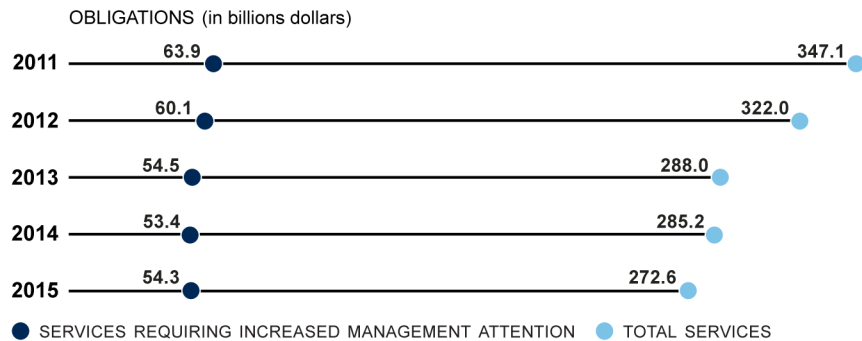 OBLIGATIONS (in billions dollars)
2011 63.9 347.1
2012 60.1 322.0
2013 54.5 288.0
2014 53.4 285.2
2015 54.3 272.6
SERVICES REQUIRING INCREASED MANAGEMENT ATTENTION TOTAL SERVICES